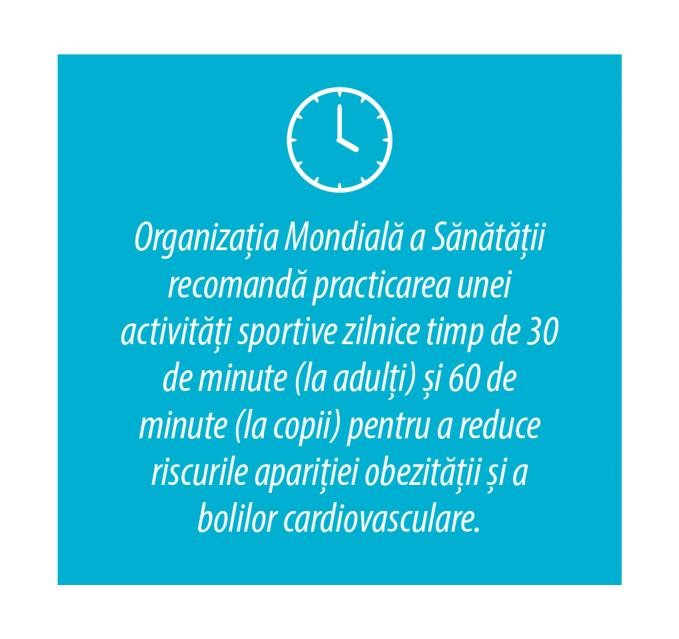 Organizația Mondială a Sănătății
recomandă practicarea unei
activități sportive zilnice timp de 30
de minute (la adulți) și 60 de
minute (la copii) pentru a reduce
riscurile apariției obezității și a
bolilor cardiovasculare.